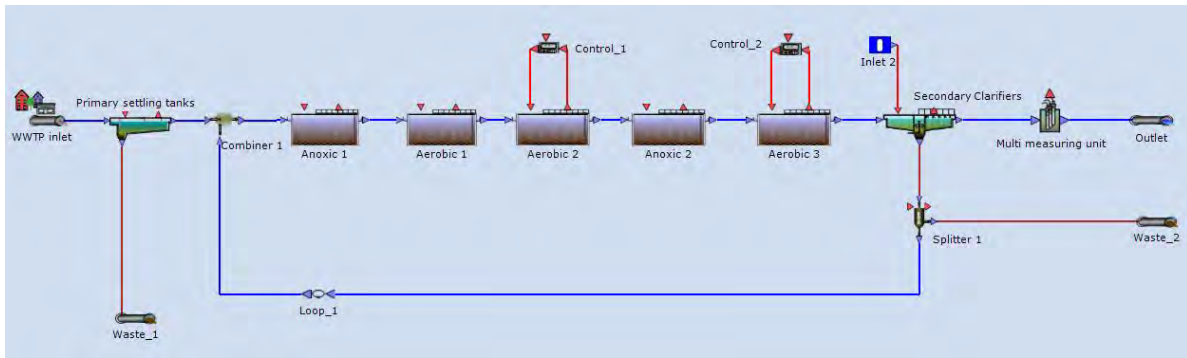 Control_1
Control_2
Inlet 2
Primary settling tanks
Secondary Clarifiers
WWTP inlet
Combiner 1
Anoxic 1
Aerobic 1
Aerobic 2
Anoxic 2
Aerobic 3
Multi measuring unit
Outlet
Splitter 1
Waste_2
Loop_1
Waste_1